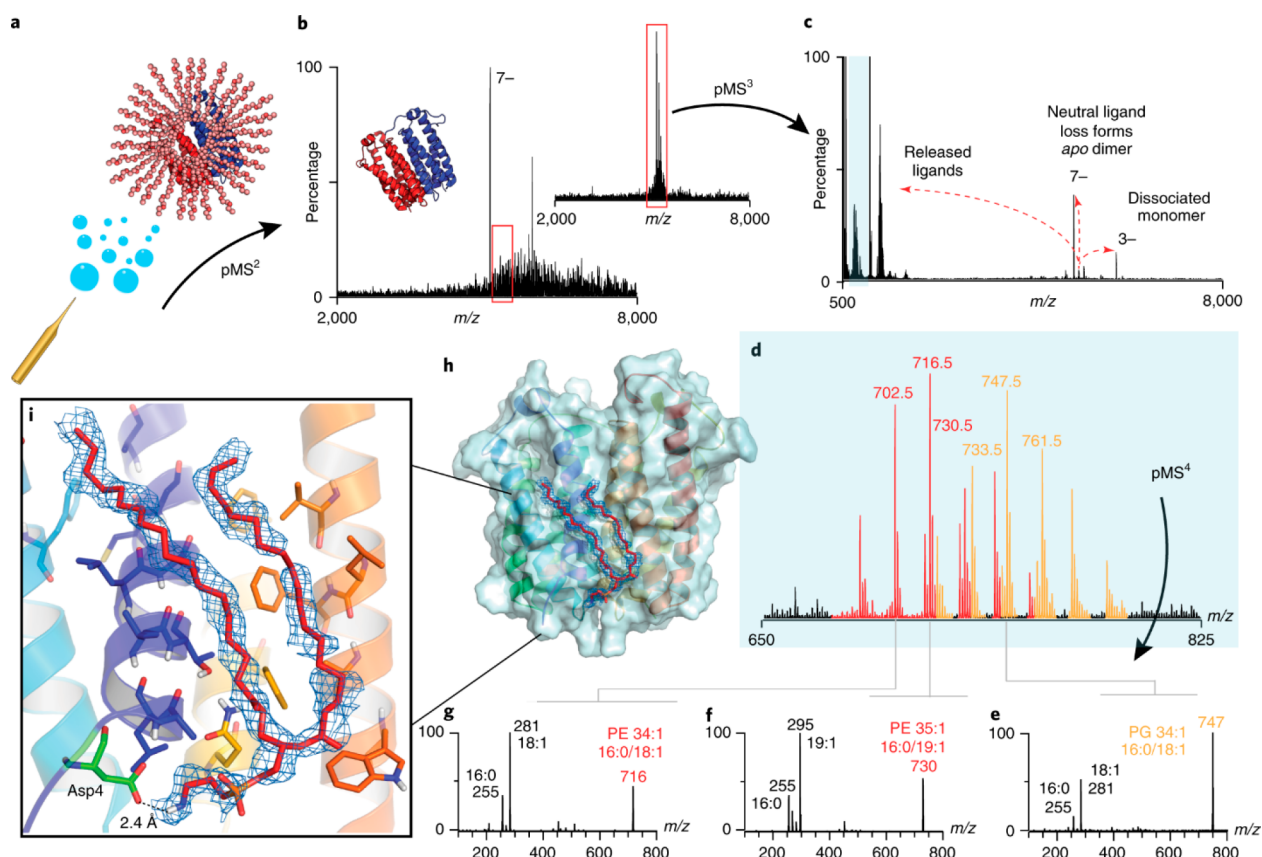 a
b
100
7–
Percentage
0
2,000
m/z
8,000
2,000
m/z
8,000
pMS2
pMS3
c
100
Percentage
0
500
m/z
8,000
Released
ligands
Neutral ligand
loss forms
apo dimer
7–
Dissociated
monomer
3–
d
702.5
716.5
730.5
733.5
747.5
761.5
650
825
m/z
pMS4
h
i
Asp4
2.4 Å
g
100
0
281
18:1
16:0
255
PE 34:1
16:0/18:1
716
200
400
600
800
m/z
f
100
0
295
19:1
255
16:0
PE 35:1
16:0/19:1
730
200
400
600
800
m/z
e
100
0
18:1
281
16:0
255
PG 34:1
16:0/18:1
747
200
400
600
800
m/z